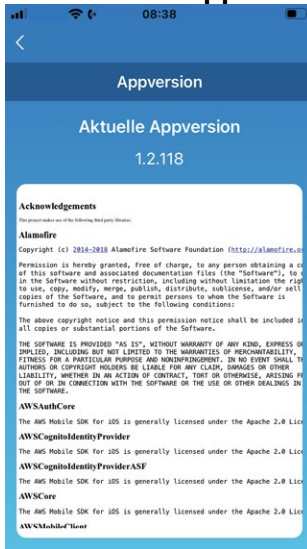 08:38
Appversion
Aktuelle Appversion
1.2.118
Acknowledgements
This project makes use of the following third party libraries:
Alamofire
Copyright (c) 2014-2018 Alamofire Software Foundation (http://alamofire.o
Permission is hereby granted, free of charge, to any person obtaining a c
of this software and associated documentation files (the "Software"), to
in the Software without restriction, including without limitation the rig
to use, copy, modify, merge, publish, distribute, sublicense, and/or sell
copies of the Software, and to permit persons to whom the Software is
furnished to do so, subject to the following conditions:
The above copyright notice and this permission notice shall be included i
all copies or substantial portions of the Software.
THE SOFTWARE IS PROVIDED "AS IS", WITHOUT WARRANTY OF ANY KIND, EXPRESS O
IMPLIED, INCLUDING BUT NOT LIMITED TO THE WARRANTIES OF MERCHANTABILITY,
FITNESS FOR A PARTICULAR PURPOSE AND NONINFRINGEMENT. IN NO EVENT SHALL T
AUTHORS OR COPYRIGHT HOLDERS BE LIABLE FOR ANY CLAIM, DAMAGES OR OTHER
LIABILITY, WHETHER IN AN ACTION OF CONTRACT, TORT OR OTHERWISE, ARISING F
OUT OF OR IN CONNECTION WITH THE SOFTWARE OR THE USE OR OTHER DEALINGS IN
THE SOFTWARE.
AWSAuthCore
The AWS Mobile SDK for iOS is generally licensed under the Apache 2.0 Lice
AWSCognitoIdentityProvider
The AWS Mobile SDK for iOS is generally licensed under the Apache 2.0 Lice
AWSCognitoIdentityProviderASF
The AWS Mobile SDK for iOS is generally licensed under the Apache 2.0 Lice
AWSCore
The AWS Mobile SDK for iOS is generally licensed under the Apache 2.0 Lice
AWSMobileClient